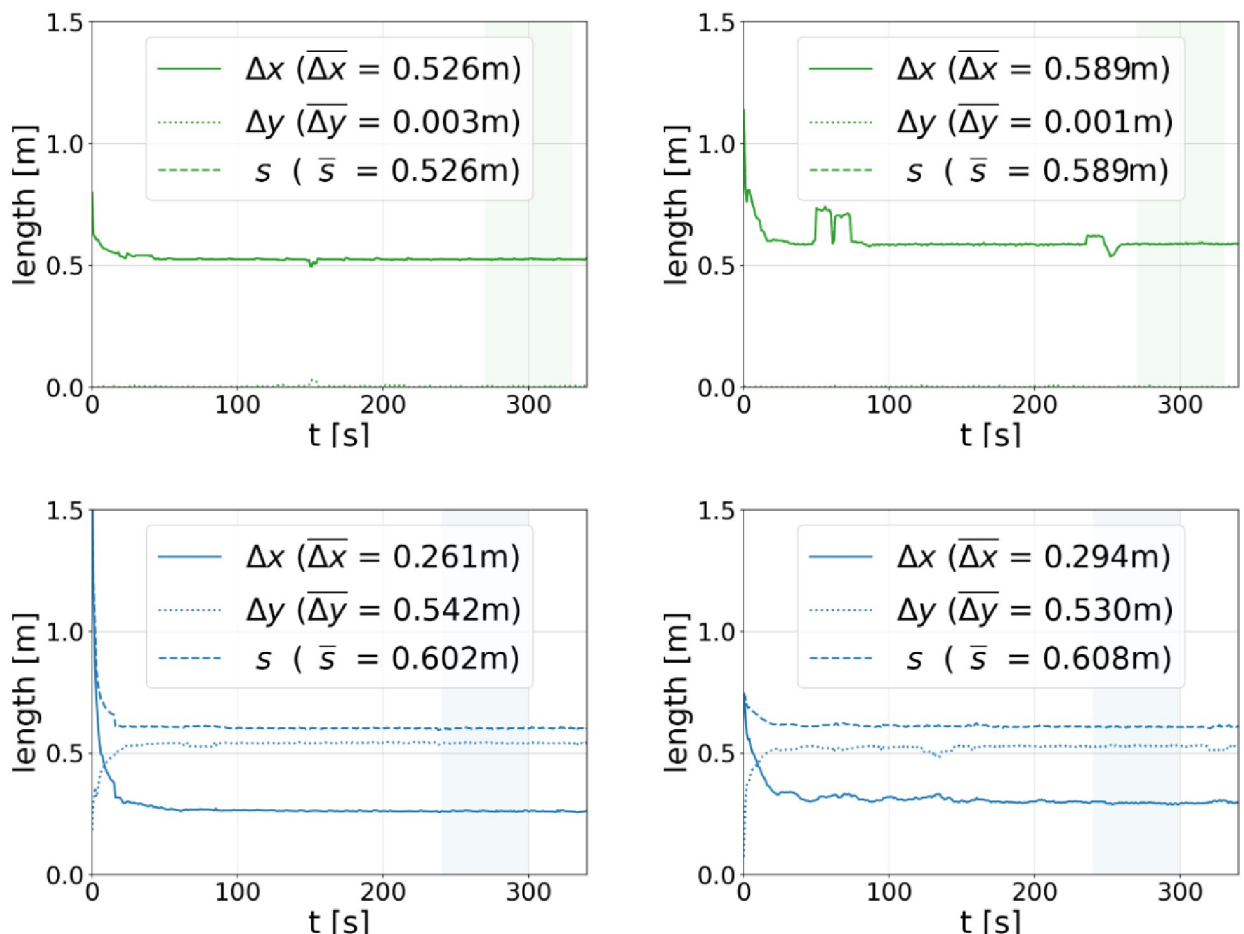 1.5
1.0
0.5
0.0
length [m]
Δx (Δx̅ = 0.526m)
Δy (Δy̅ = 0.003m)
s ( s̅ = 0.526m)
0 100 200 300
t [s]
1.5
1.0
0.5
0.0
length [m]
Δx (Δx̅ = 0.589m)
Δy (Δy̅ = 0.001m)
s ( s̅ = 0.589m)
0 100 200 300
t [s]
1.5
1.0
0.5
0.0
length [m]
Δx (Δx̅ = 0.261m)
Δy (Δy̅ = 0.542m)
s ( s̅ = 0.602m)
0 100 200 300
t [s]
1.5
1.0
0.5
0.0
length [m]
Δx (Δx̅ = 0.294m)
Δy (Δy̅ = 0.530m)
s ( s̅ = 0.608m)
0 100 200 300
t [s]